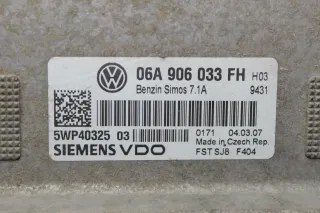 06A 906 033 FH H03
Benzin Simos 7.1A 9431
5WP40325 03 0171 04.03.07
Made in Czech Rep.
SIEMENS VDO FST SJ8 F404